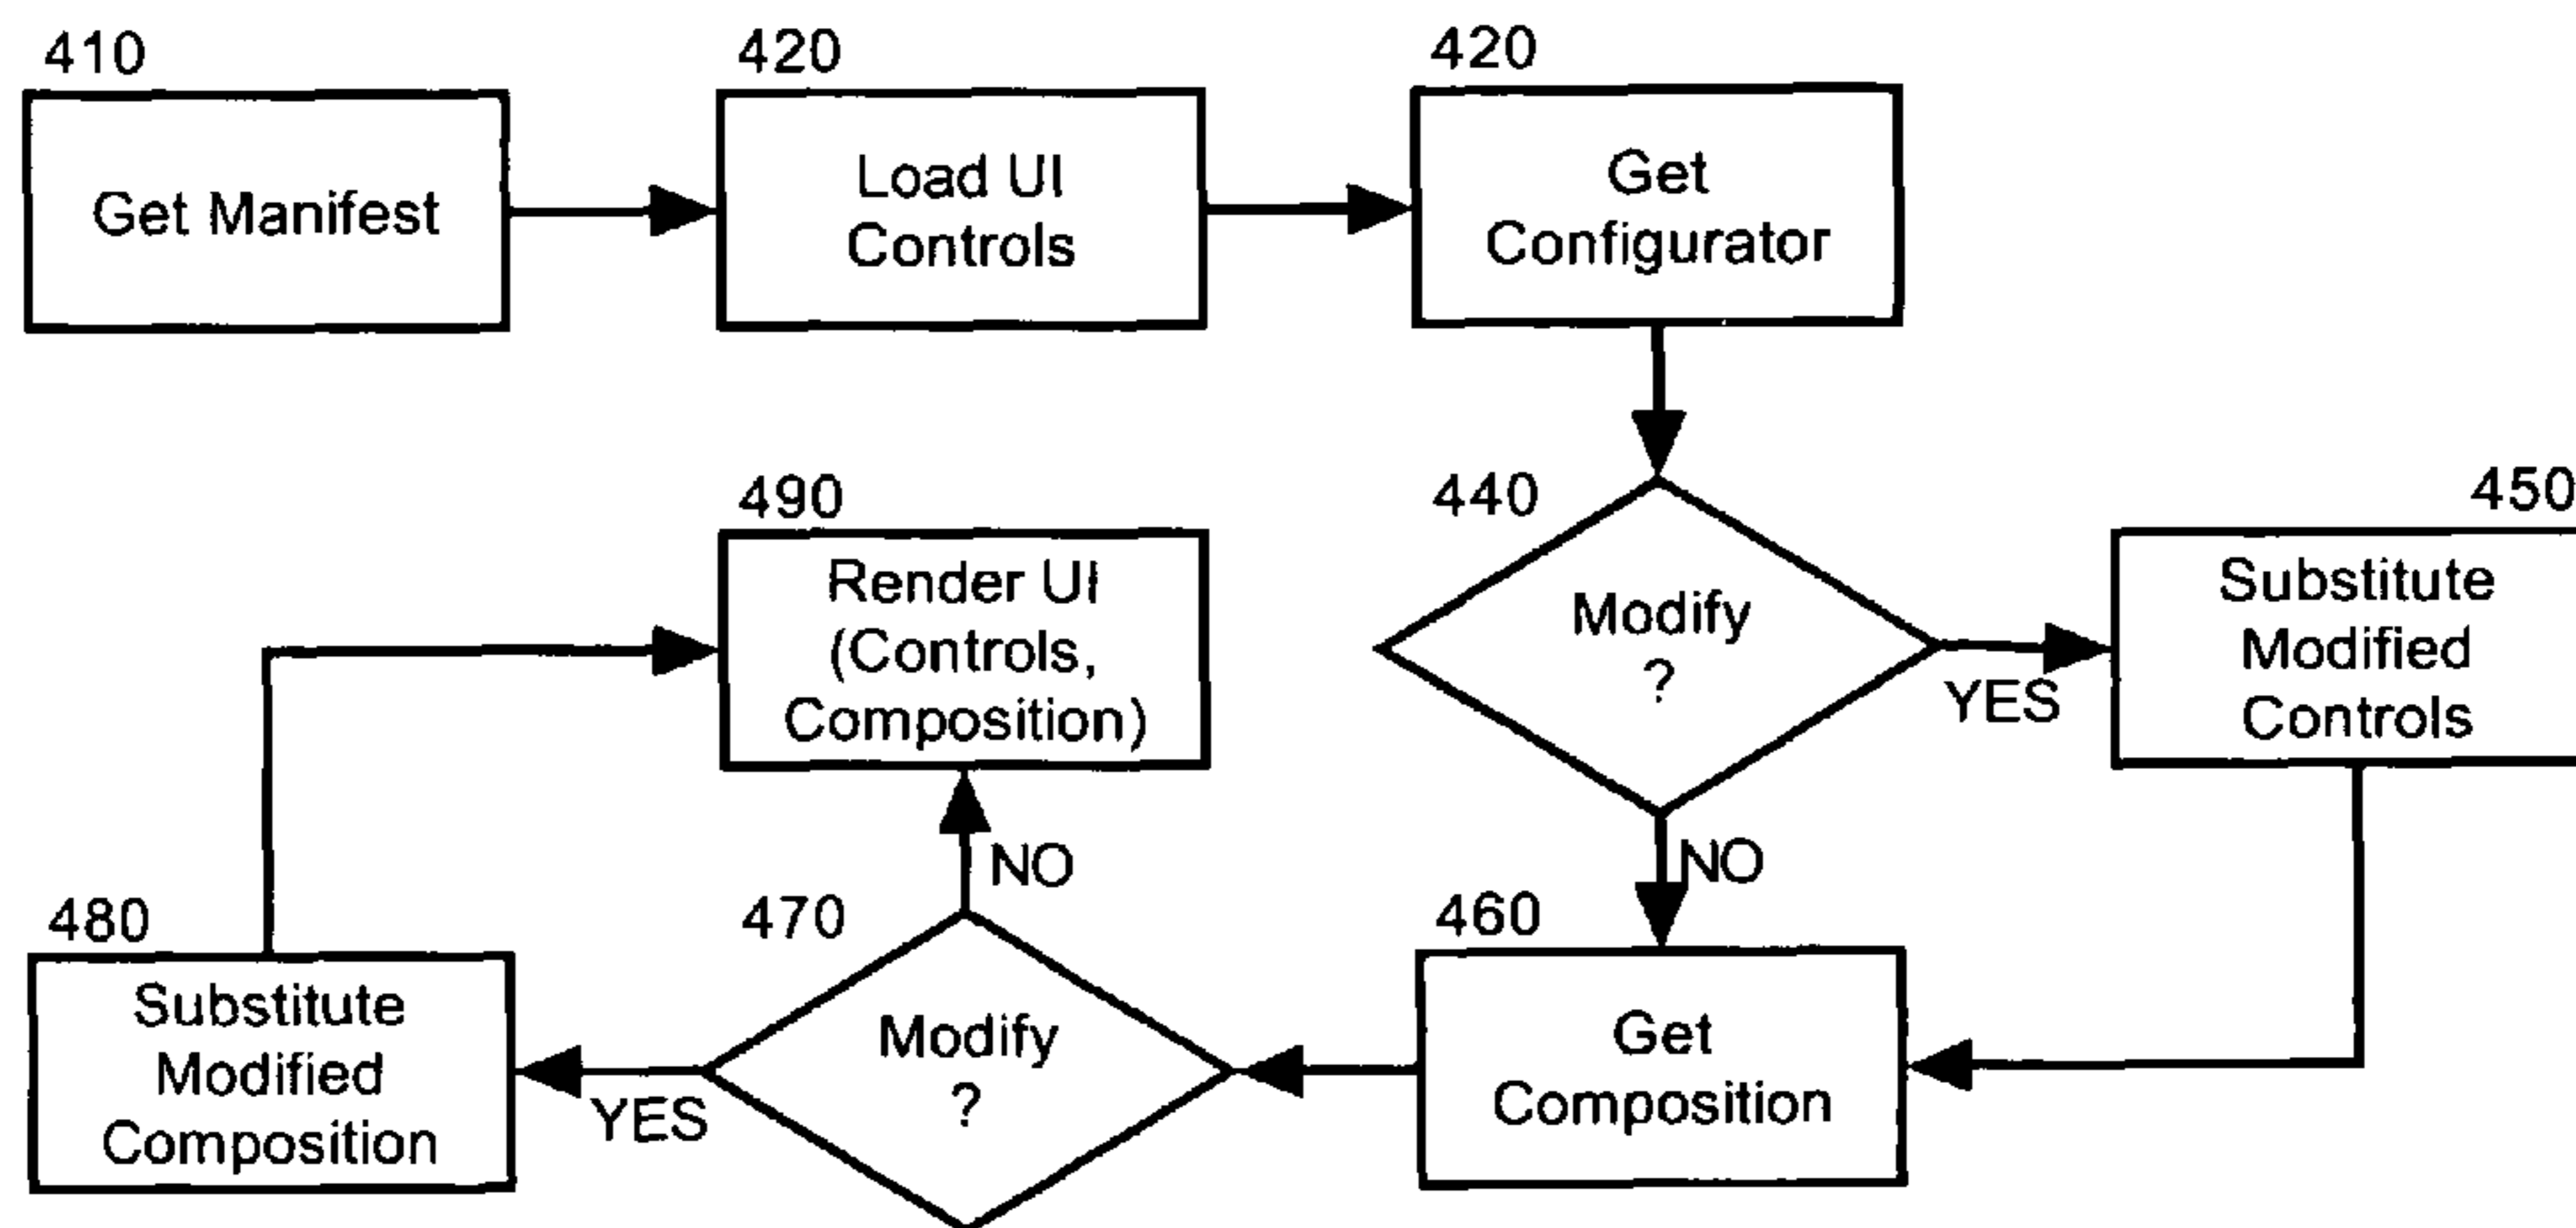 410
Get Manifest
420
Load UI
Controls
420
Get
Configurator
440
Modify
?
YES
NO
450
Substitute
Modified
Controls
460
Get
Composition
470
Modify
?
YES
NO
480
Substitute
Modified
Composition
490
Render UI
(Controls,
Composition)